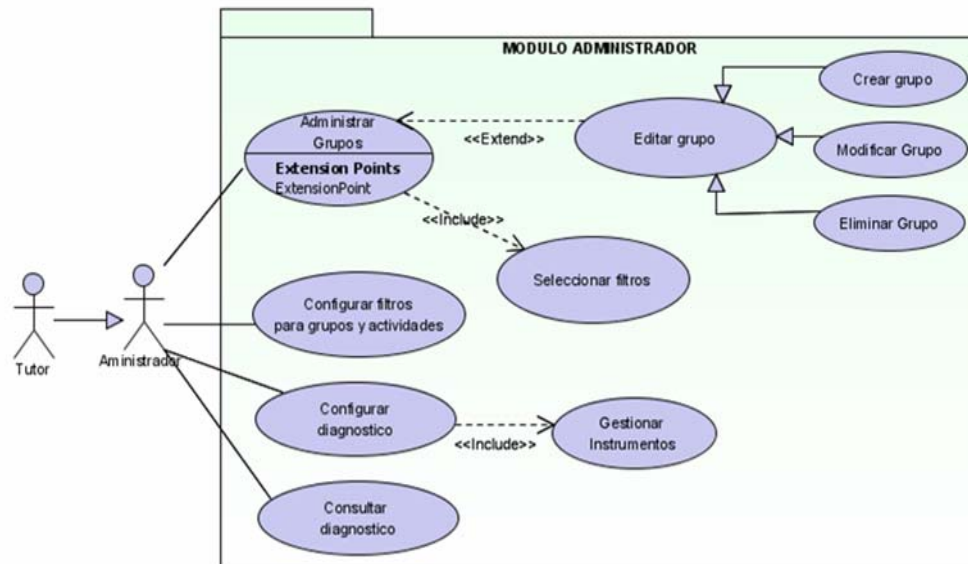 MODULO ADMINISTRADOR
Administrar
Grupos
Extension Points
ExtensionPoint
<<Extend>>
Editar grupo
Crear grupo
Modificar Grupo
Eliminar Grupo
<<Include>>
Seleccionar filtros
Configurar filtros
para grupos y actividades
Tutor
Aministrador
Configurar
diagnostico
<<Include>>
Gestionar
Instrumentos
Consultar
diagnostico